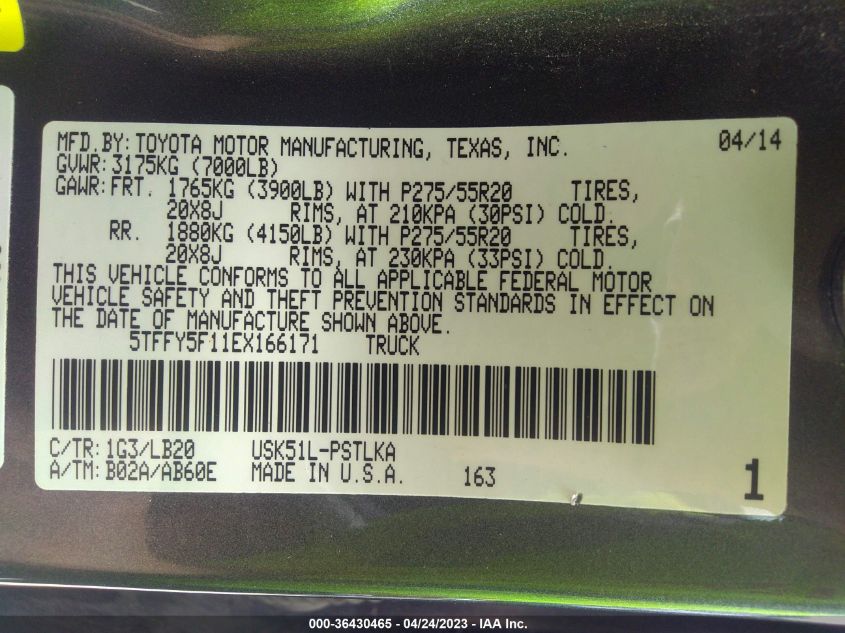 MFD.BY: TOYOTA MOTOR MANUFACTURING, TEXAS, INC. 04/14
GVWR: 3175KG (7000LB)
GAWR: FRT. 1765KG (3900LB) WITH P275/55R20 TIRES,
20X8J RIMS, AT 210KPA (30PSI) COLD.
RR. 1880KG (4150LB) WITH P275/55R20 TIRES,
20X8J RIMS, AT 230KPA (33PSI) COLD.
THIS VEHICLE CONFORMS TO ALL APPLICABLE FEDERAL MOTOR
VEHICLE SAFETY AND THEFT PREVENTION STANDARDS IN EFFECT ON
THE DATE OF MANUFACTURE SHOWN ABOVE.
5TFFY5F11EX166171 TRUCK
C/TR: 1G3/LB20 USK51L-PSTLKA
A/TM: B02A/AB60E MADE IN U.S.A. 163 1
000-36430465 - 04/24/2023 - IAA Inc.